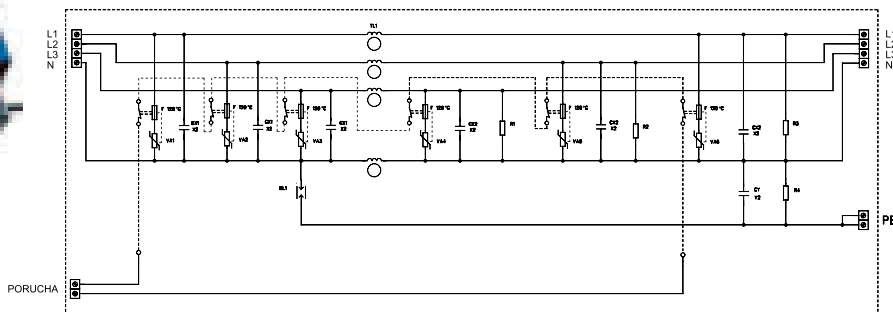 TL1
L1
L2
L3
N
L1
L2
L3
N
F 120 °C
F 120 °C
F 120 °C
F 120 °C
F 120 °C
F 120 °C
CX1
X2
CX1
X2
CX1
X2
CX2
X2
CX2
X2
CX2
X2
VA1
VA2
VA3
VA4
VA5
VA6
R1
R2
R3
CY
Y2
R4
BL1
PE
PORUCHA